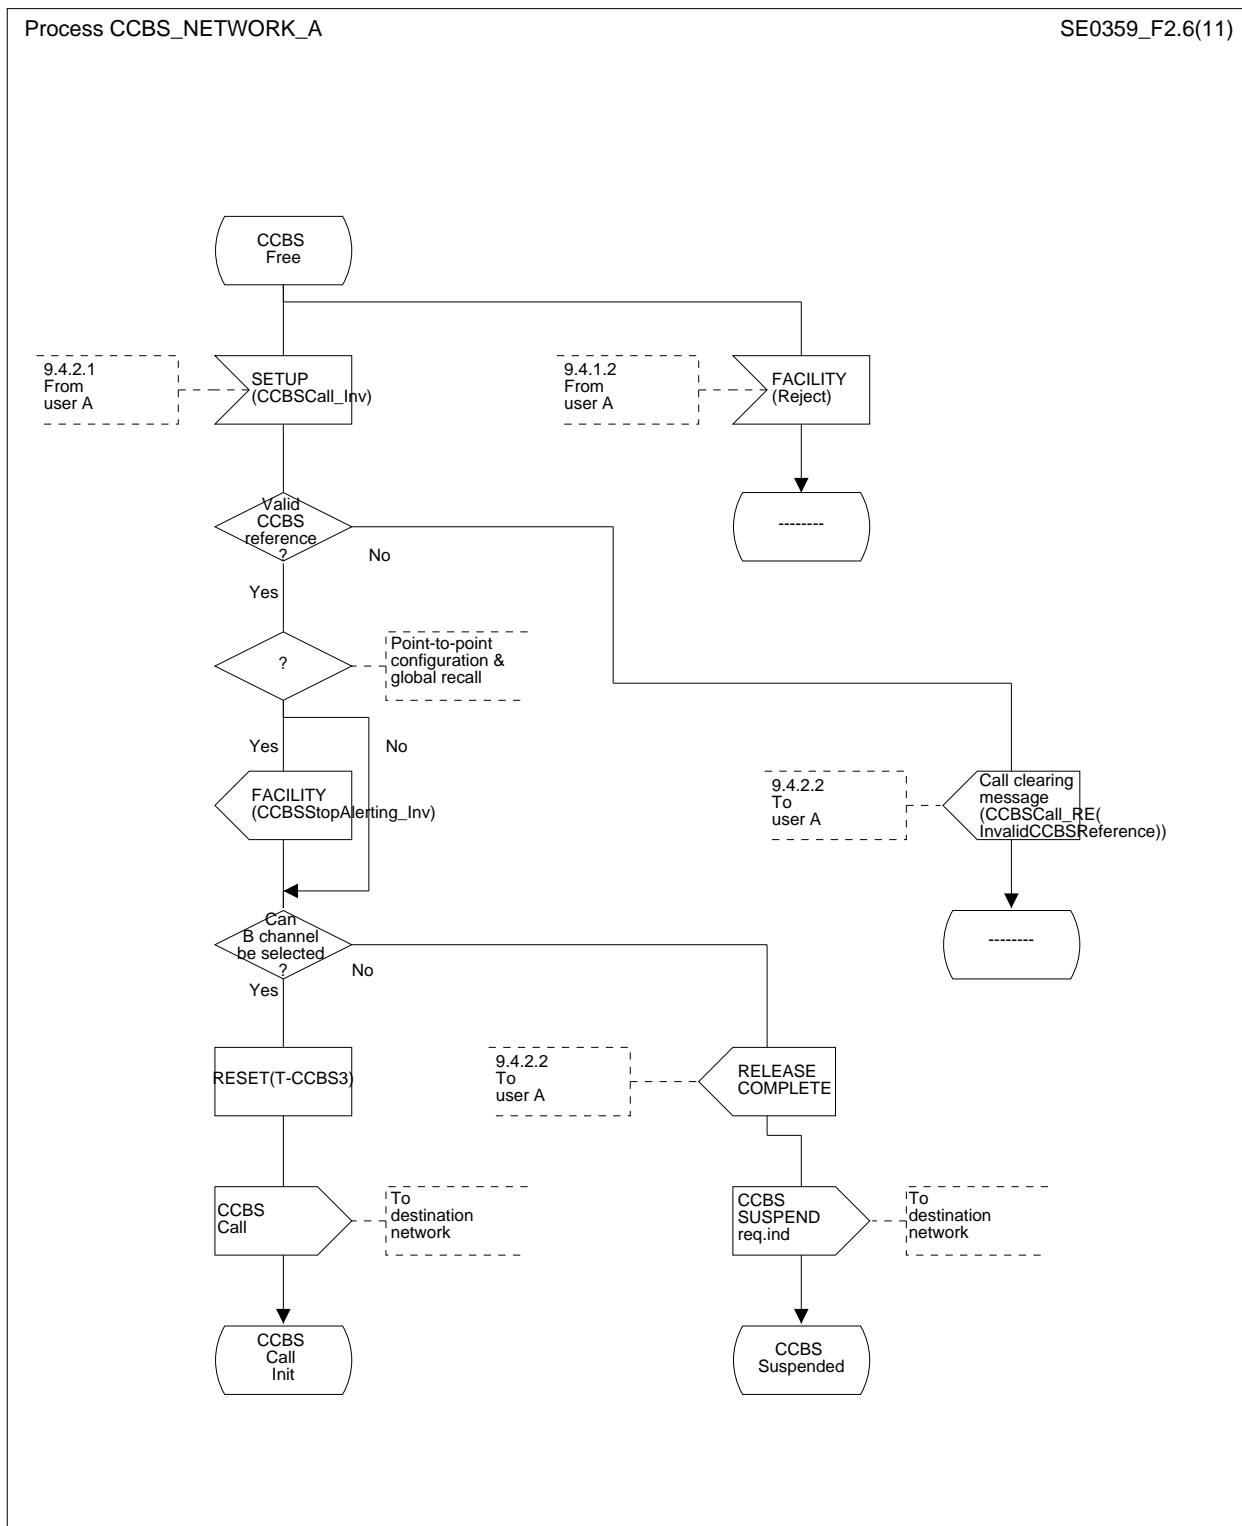 Process CCBS_NETWORK_A
SE0359_F2.6(11)
CCBS
Free
9.4.2.1
From
user A
SETUP
(CCBSCall_Inv)
9.4.1.2
From
user A
FACILITY
(Reject)
Valid
CCBS
reference
?
No
Yes
--------
?
Point-to-point
configuration &
global recall
Yes
No
FACILITY
(CCBSStopAlerting_Inv)
9.4.2.2
To
user A
Call clearing
message
(CCBSCall_RE(
InvalidCCBSReference))
Can
B channel
be selected
?
No
Yes
--------
RESET(T-CCBS3)
9.4.2.2
To
user A
RELEASE
COMPLETE
CCBS
Call
To
destination
network
CCBS
SUSPEND
req.ind
To
destination
network
CCBS
Call
Init
CCBS
Suspended